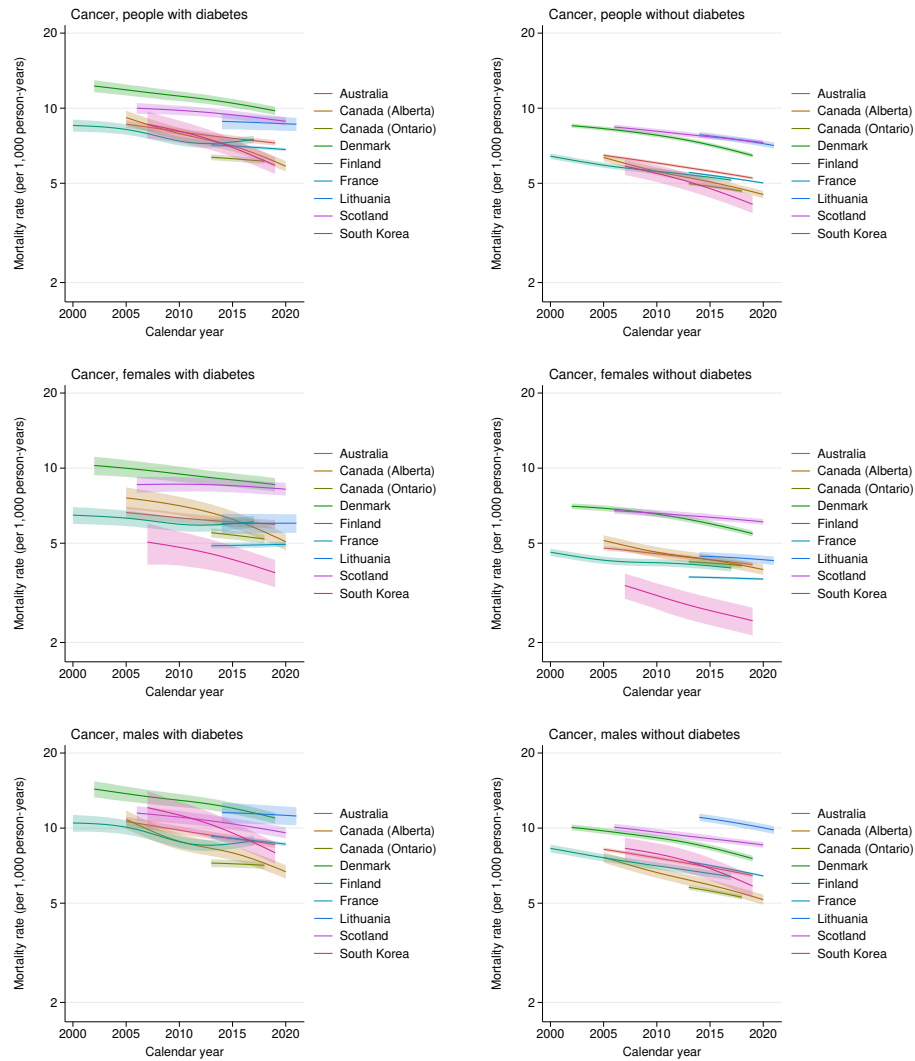 Cancer, people with diabetes
Mortality rate (per 1,000 person-years)
20
10
5
2
2000 2005 2010 2015 2020
Calendar year
Australia
Canada (Alberta)
Canada (Ontario)
Denmark
Finland
France
Lithuania
Scotland
South Korea
Cancer, people without diabetes
Mortality rate (per 1,000 person-years)
20
10
5
2
2000 2005 2010 2015 2020
Calendar year
Australia
Canada (Alberta)
Canada (Ontario)
Denmark
Finland
France
Lithuania
Scotland
South Korea
Cancer, females with diabetes
Mortality rate (per 1,000 person-years)
20
10
5
2
2000 2005 2010 2015 2020
Calendar year
Australia
Canada (Alberta)
Canada (Ontario)
Denmark
Finland
France
Lithuania
Scotland
South Korea
Cancer, females without diabetes
Mortality rate (per 1,000 person-years)
20
10
5
2
2000 2005 2010 2015 2020
Calendar year
Australia
Canada (Alberta)
Canada (Ontario)
Denmark
Finland
France
Lithuania
Scotland
South Korea
Cancer, males with diabetes
Mortality rate (per 1,000 person-years)
20
10
5
2
2000 2005 2010 2015 2020
Calendar year
Australia
Canada (Alberta)
Canada (Ontario)
Denmark
Finland
France
Lithuania
Scotland
South Korea
Cancer, males without diabetes
Mortality rate (per 1,000 person-years)
20
10
5
2
2000 2005 2010 2015 2020
Calendar year
Australia
Canada (Alberta)
Canada (Ontario)
Denmark
Finland
France
Lithuania
Scotland
South Korea